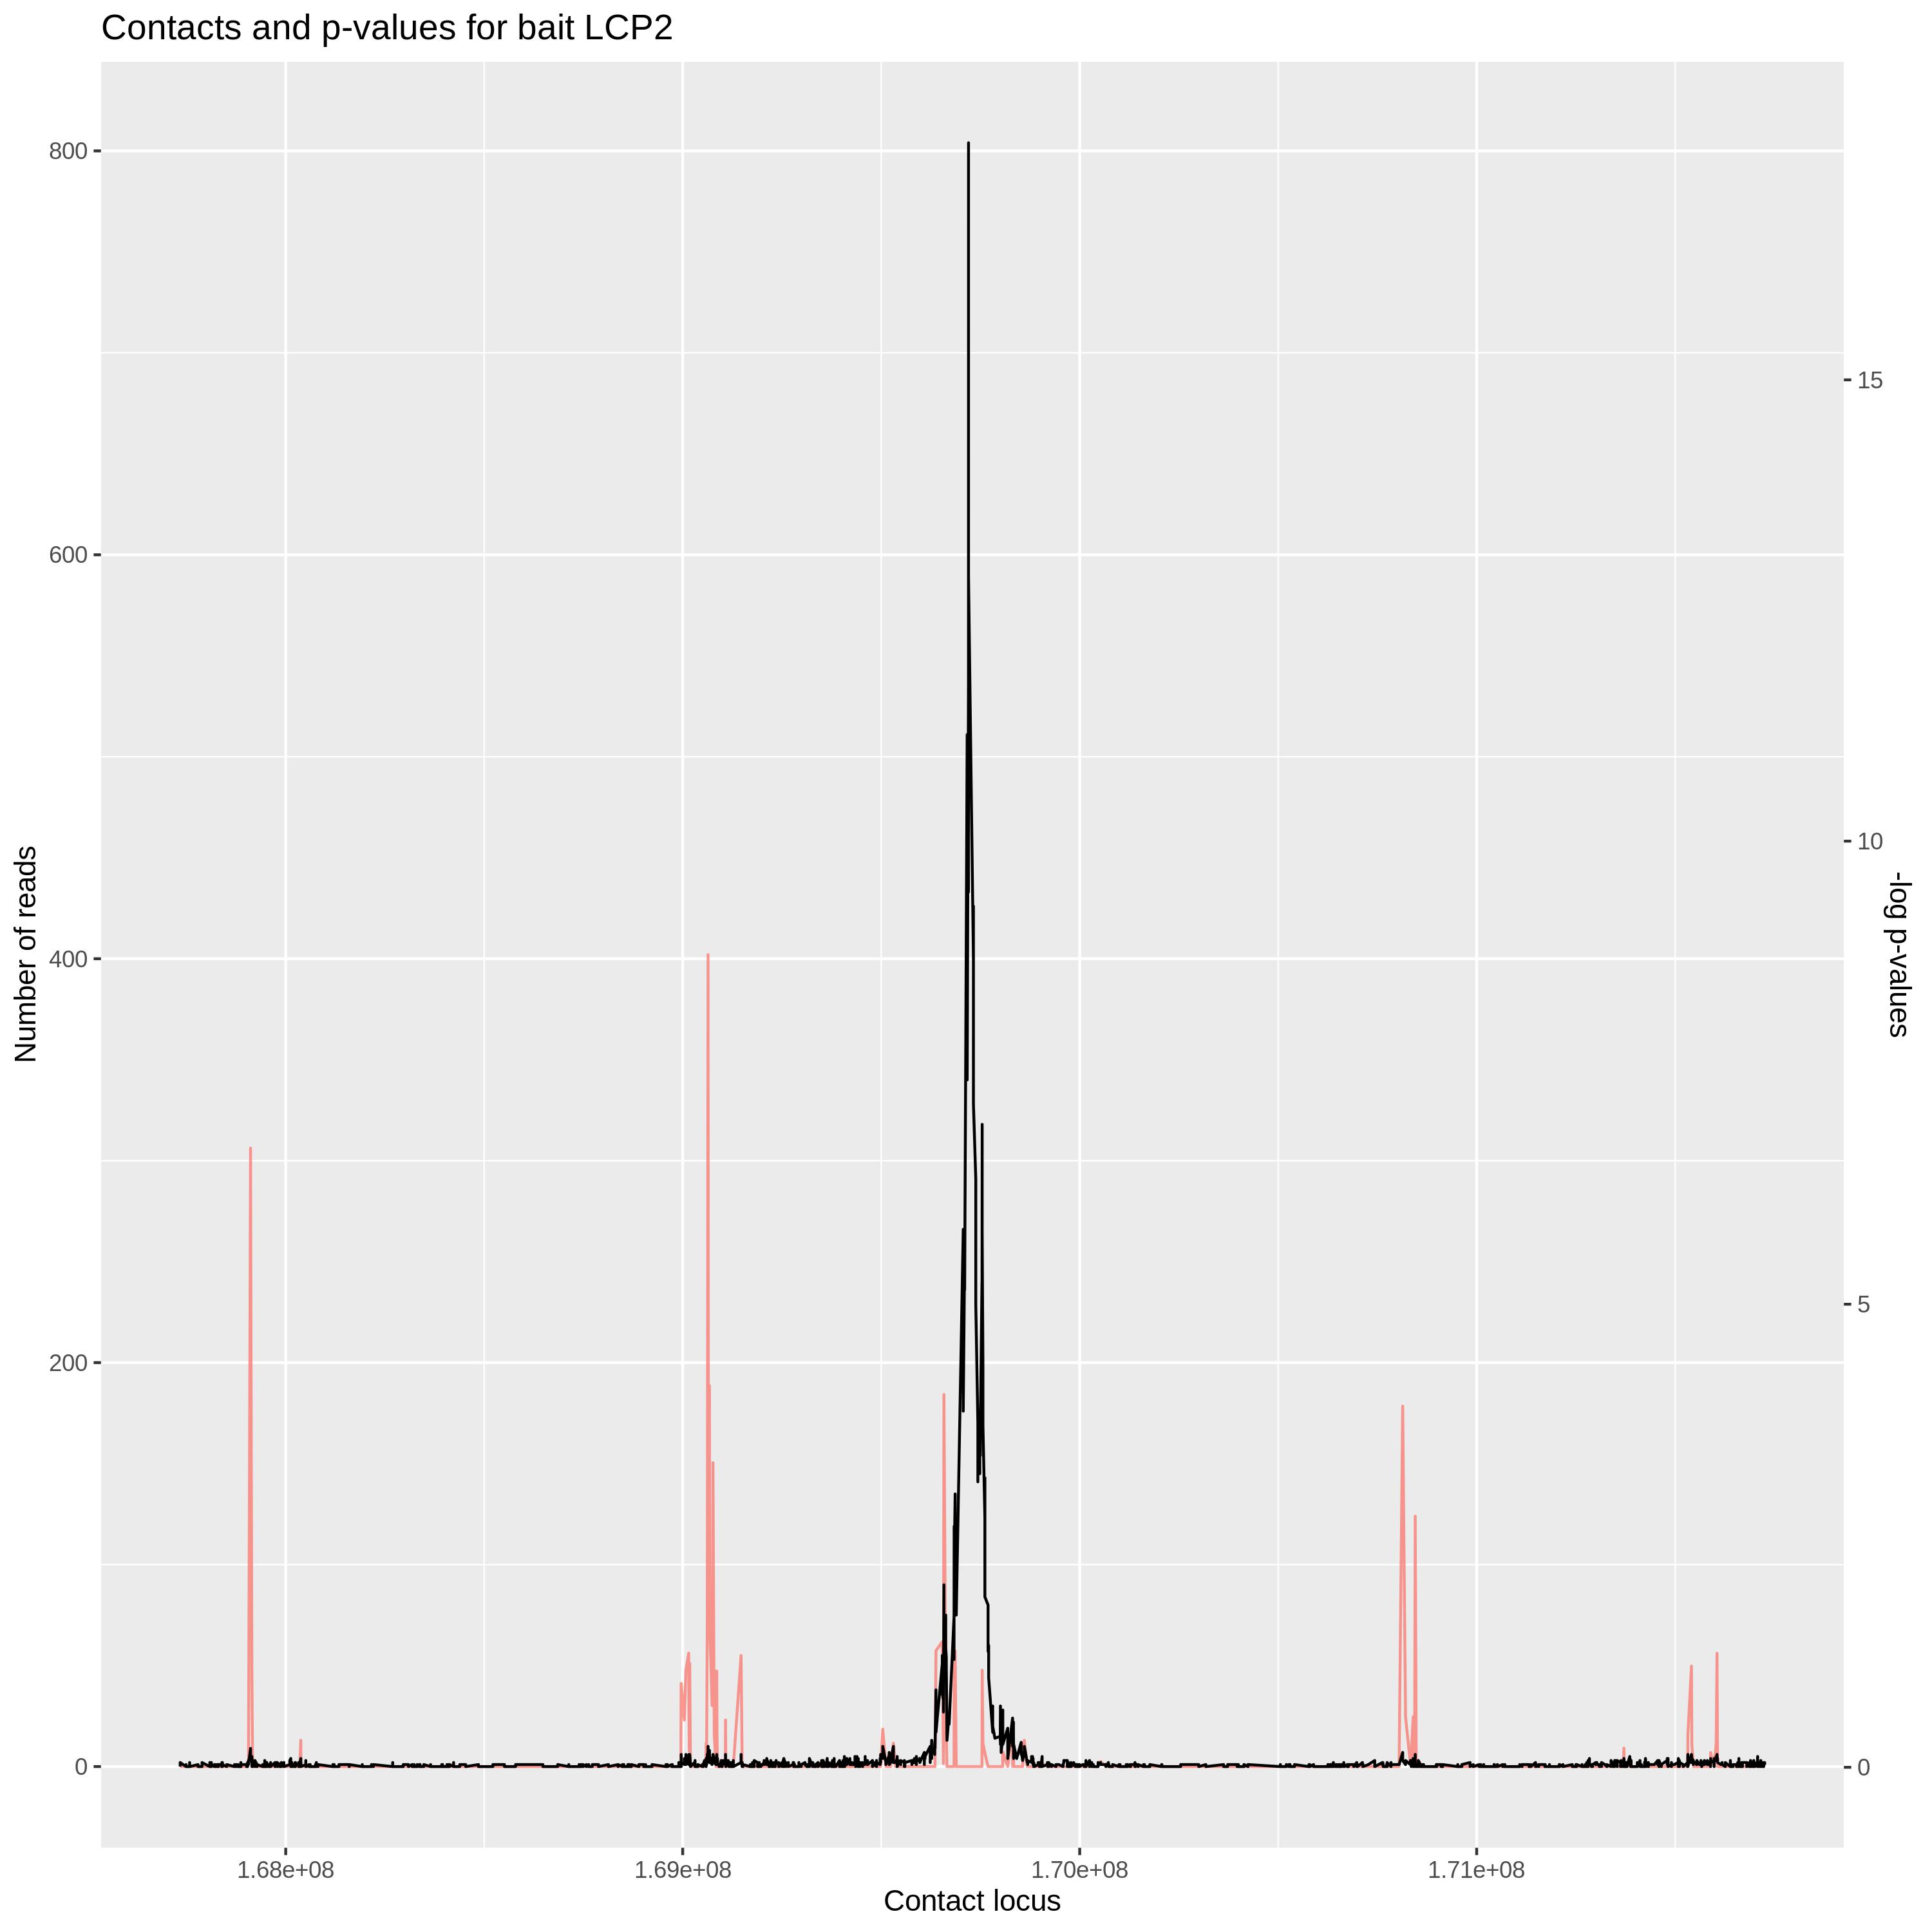 Contacts and p-values for bait LCP2
800
600
400
200
0
Number of reads
15
10
5
0
-log p-values
1.68e+08
1.69e+08
1.70e+08
1.71e+08
Contact locus